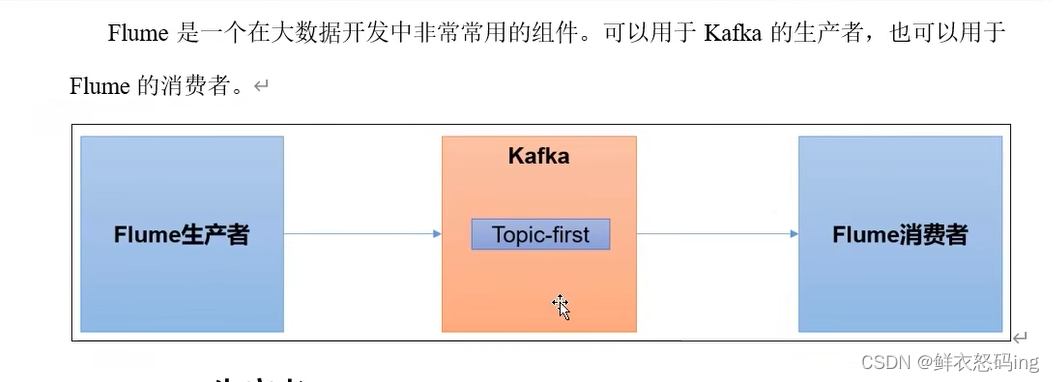 Flume 是一个在大数据开发中非常常用的组件。可以用于 Kafka 的生产者，也可以用于
Flume 的消费者。
Kafka
Flume生产者
Topic-first
Flume消费者
CSDN @鲜衣怒码ing